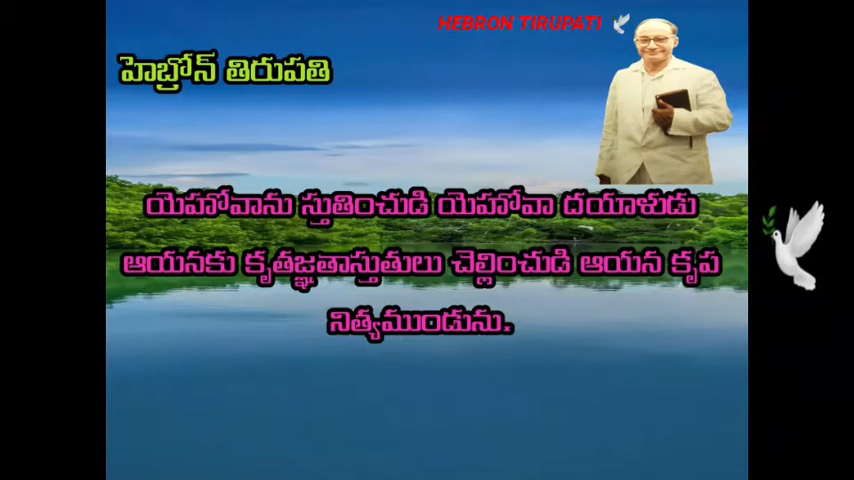 HEBRON TIRUPATI
హెబ్రోన్ తిరుపతి
యెహోవాను స్తుతించుడి యెహోవా దయాళుడు
ఆయనకు కృతజ్ఞతాస్తుతులు చెల్లించుడి ఆయన కృప
నిత్యముండును.